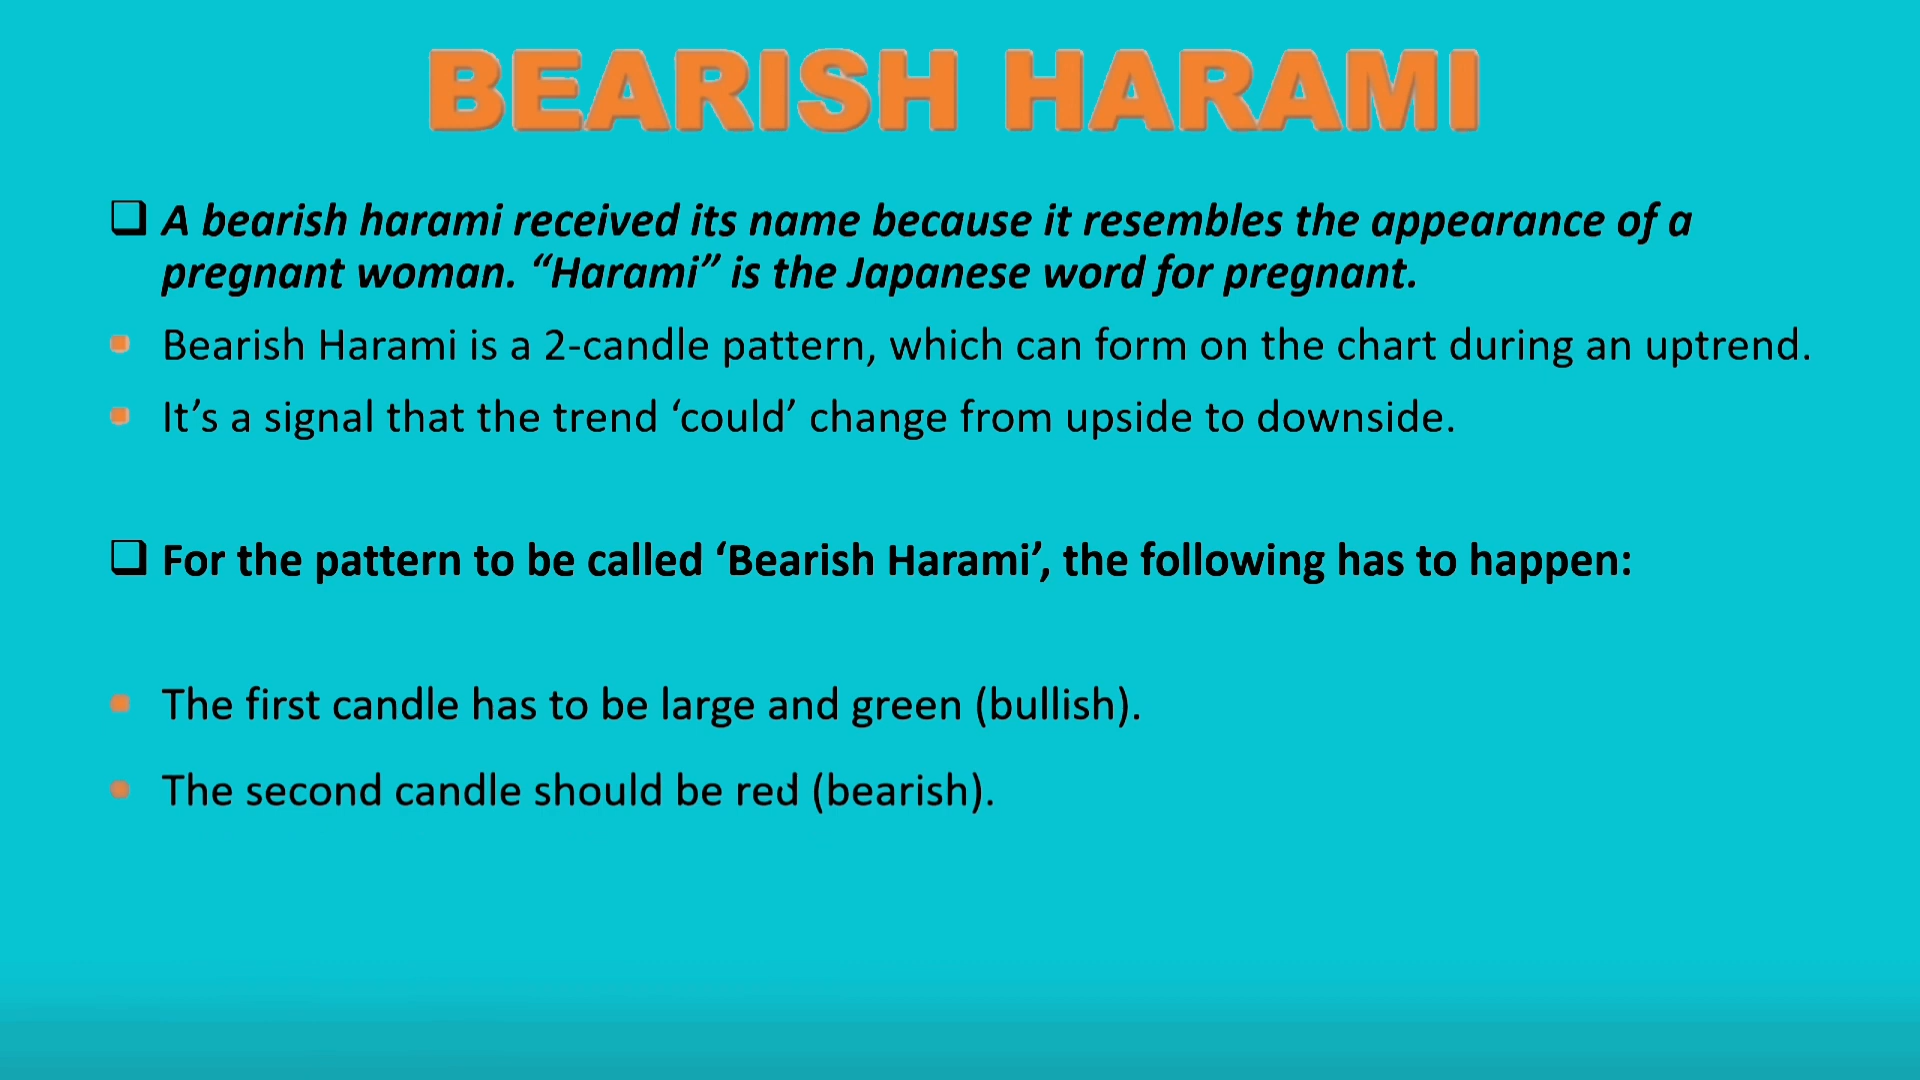 BEARISH HARAMI
A bearish harami received its name because it resembles the appearance of a
pregnant woman. “Harami” is the Japanese word for pregnant.
Bearish Harami is a 2-candle pattern, which can form on the chart during an uptrend.
It’s a signal that the trend ‘could’ change from upside to downside.
For the pattern to be called ‘Bearish Harami’, the following has to happen:
The first candle has to be large and green (bullish).
The second candle should be red (bearish).